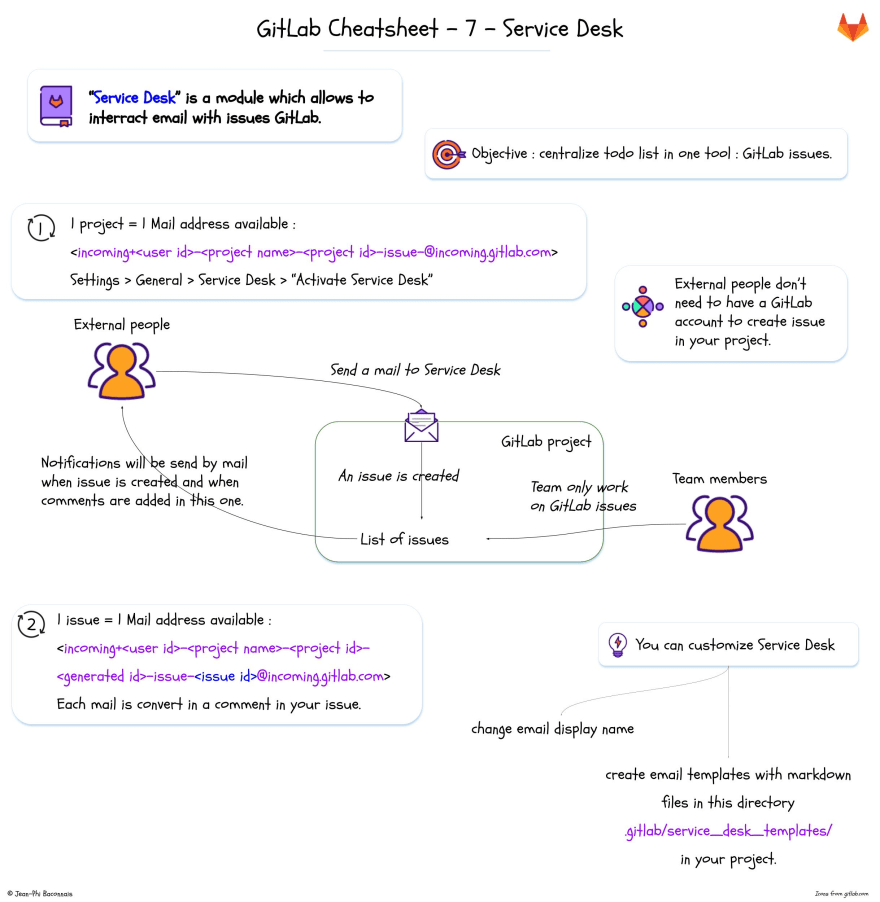 GitLab Cheatsheet - 7 - Service Desk
"Service Desk" is a module which allows to
interract email with issues GitLab.
Objective : centralize todo list in one tool : GitLab issues.
1
1 project = 1 Mail address available :
<incoming+<user id>-<project name>-<project id>-issue-@incoming.gitlab.com>
Settings > General > Service Desk > "Activate Service Desk"
External people don't
need to have a GitLab
account to create issue
in your project.
External people
Send a mail to Service Desk
GitLab project
Notifications will be send by mail
when issue is created and when
comments are added in this one.
An issue is created
Team only work
on GitLab issues
Team members
List of issues
2
1 issue = 1 Mail address available :
<incoming+<user id>-<project name>-<project id>-
<generated id>-issue-<issue id>@incoming.gitlab.com>
Each mail is convert in a comment in your issue.
You can customize Service Desk
change email display name
create email templates with markdown
files in this directory
.gitlab/service_desk_templates/
in your project.
© Jean-Phi Baconnais
Icons from gitlab.com